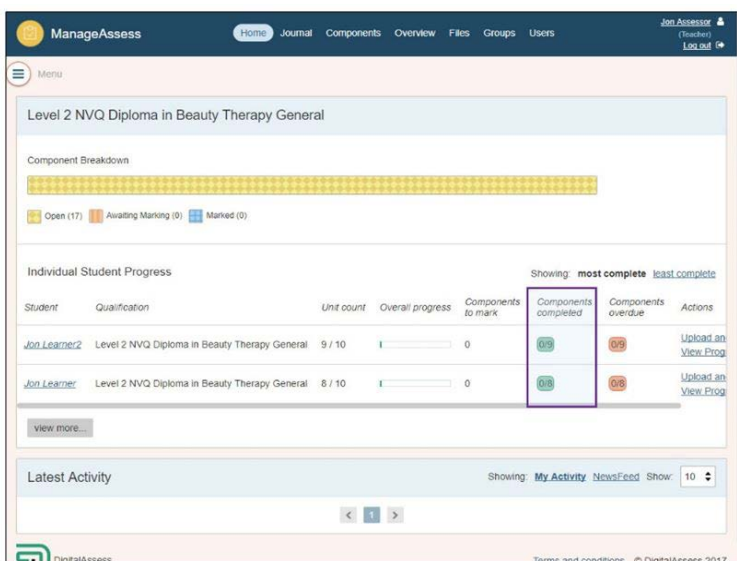 ManageAssess Home Journal Components Overview Files Groups Users Jon Assessor
(Teacher)
Log out
Menu
Level 2 NVQ Diploma in Beauty Therapy General
Component Breakdown
Open (17) Awaiting Marking (0) Marked (0)
Individual Student Progress Showing: most complete least complete
Student Qualification Unit count Overall progress Components to mark Components completed Components overdue Actions
Jon Learner2 Level 2 NVQ Diploma in Beauty Therapy General 9 / 10 0 0/9 0/9 Upload an
View Prog
Jon Learner Level 2 NVQ Diploma in Beauty Therapy General 8 / 10 0 0/8 0/8 Upload an
View Prog
view more...
Latest Activity Showing: My Activity NewsFeed Show: 10
< 1 >
DigitalAssess Terms and conditions © DigitalAssess 2017